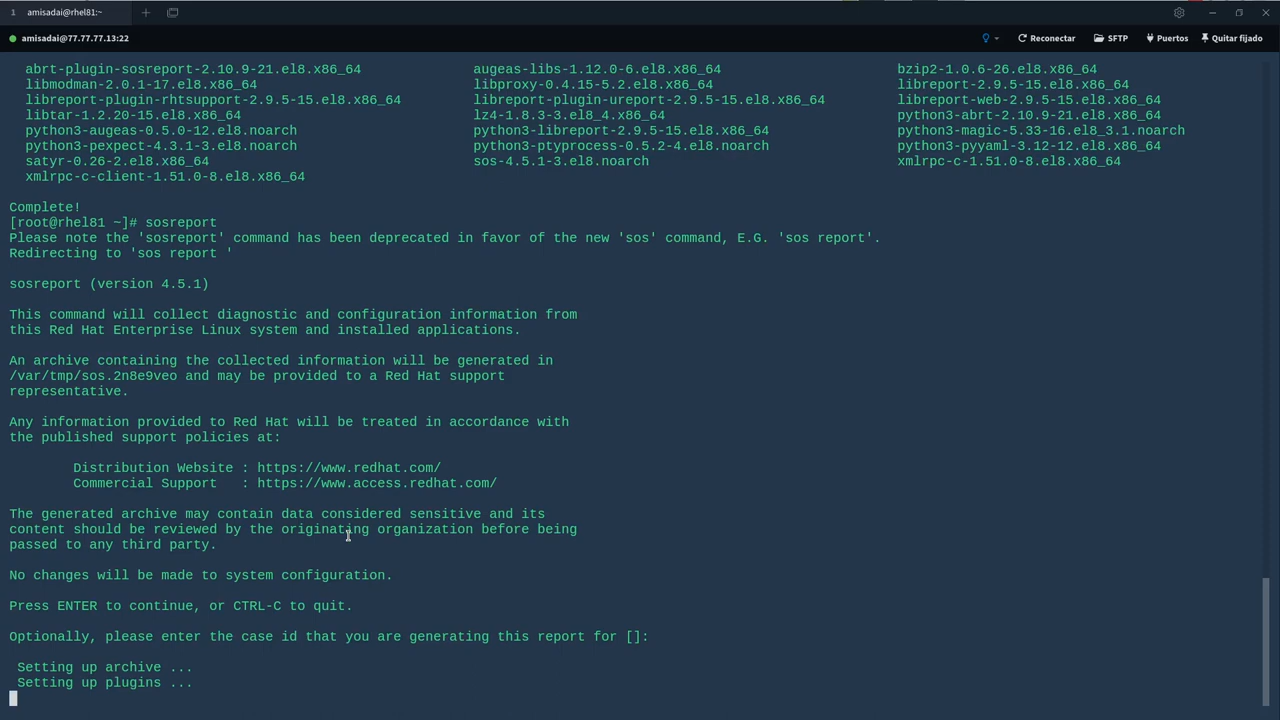 1 amisadai@rhel81:~
amisadai@77.77.77.13:22 Reconectar SFTP Puertos Quitar fijado
abrt-plugin-sosreport-2.10.9-21.el8.x86_64 augeas-libs-1.12.0-6.el8.x86_64 bzip2-1.0.6-26.el8.x86_64
libmodman-2.0.1-17.el8.x86_64 libproxy-0.4.15-5.2.el8.x86_64 libreport-2.9.5-15.el8.x86_64
libreport-plugin-rhtsupport-2.9.5-15.el8.x86_64 libreport-plugin-ureport-2.9.5-15.el8.x86_64 libreport-web-2.9.5-15.el8.x86_64
libtar-1.2.20-15.el8.x86_64 lz4-1.8.3-3.el8_4.x86_64 python3-abrt-2.10.9-21.el8.x86_64
python3-augeas-0.5.0-12.el8.noarch python3-libreport-2.9.5-15.el8.x86_64 python3-magic-5.33-16.el8_3.1.noarch
python3-pexpect-4.3.1-3.el8.noarch python3-ptyprocess-0.5.2-4.el8.noarch python3-pyyaml-3.12-12.el8.x86_64
satyr-0.26-2.el8.x86_64 sos-4.5.1-3.el8.noarch xmlrpc-c-1.51.0-8.el8.x86_64
xmlrpc-c-client-1.51.0-8.el8.x86_64
Complete!
[root@rhel81 ~]# sosreport
Please note the 'sosreport' command has been deprecated in favor of the new 'sos' command, E.G. 'sos report'.
Redirecting to 'sos report '
sosreport (version 4.5.1)
This command will collect diagnostic and configuration information from
this Red Hat Enterprise Linux system and installed applications.
An archive containing the collected information will be generated in
/var/tmp/sos.2n8e9veo and may be provided to a Red Hat support
representative.
Any information provided to Red Hat will be treated in accordance with
the published support policies at:
Distribution Website : https://www.redhat.com/
Commercial Support : https://www.access.redhat.com/
The generated archive may contain data considered sensitive and its
content should be reviewed by the originating organization before being
passed to any third party.
No changes will be made to system configuration.
Press ENTER to continue, or CTRL-C to quit.
Optionally, please enter the case id that you are generating this report for []:
Setting up archive ...
Setting up plugins ...